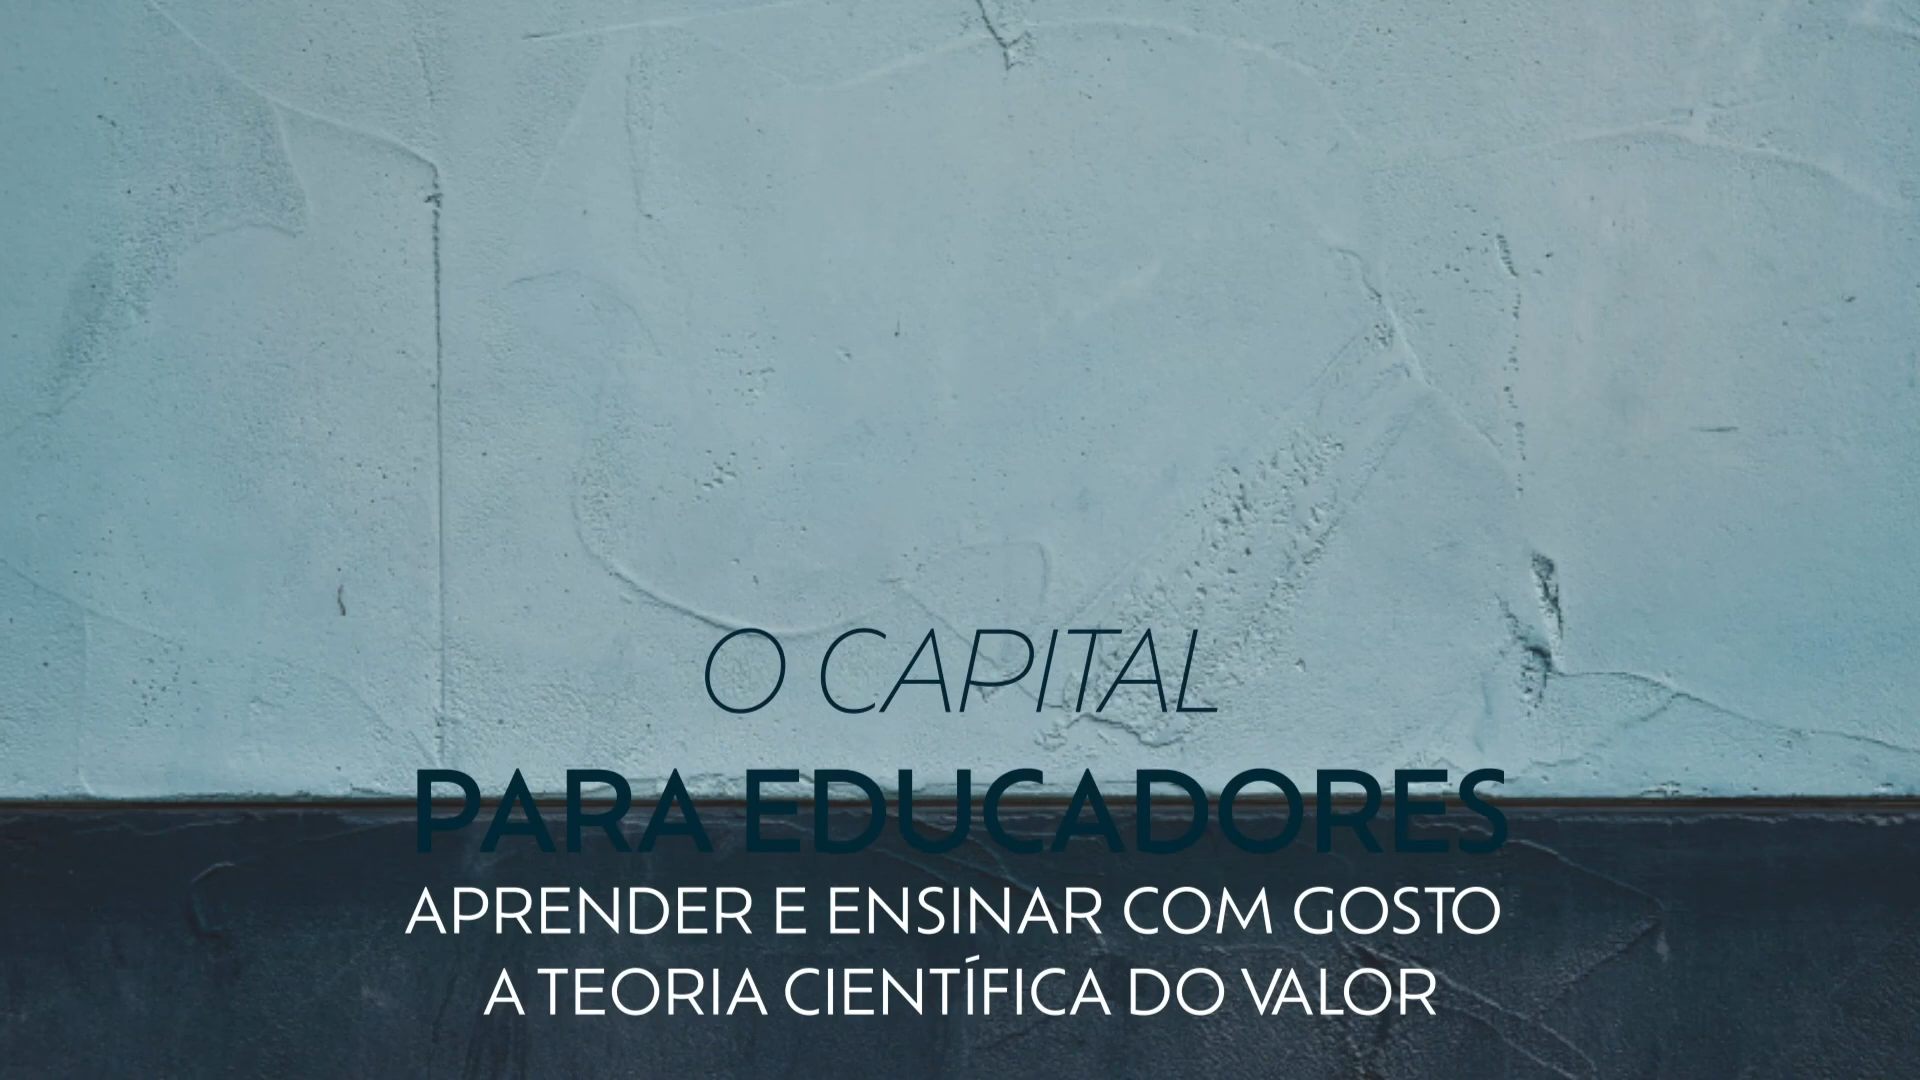 O CAPITAL
PARA EDUCADORES
APRENDER E ENSINAR COM GOSTO
A TEORIA CIENTÍFICA DO VALOR